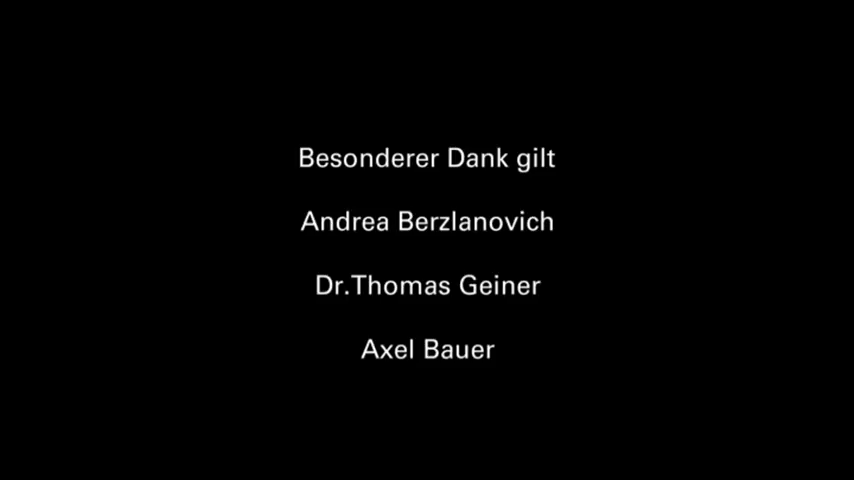 Besonderer Dank gilt
Andrea Berzlanovich
Dr.Thomas Geiner
Axel Bauer